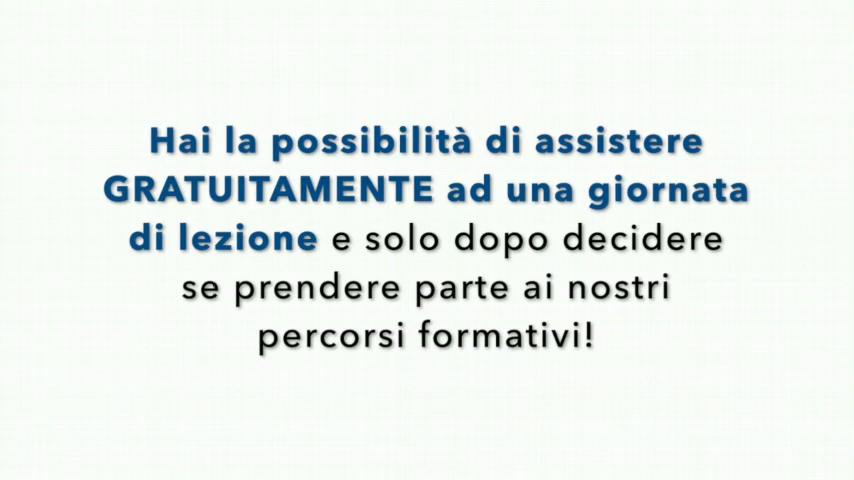 Hai la possibilità di assistere
GRATUITAMENTE ad una giornata
di lezione e solo dopo decidere
se prendere parte ai nostri
percorsi formativi!